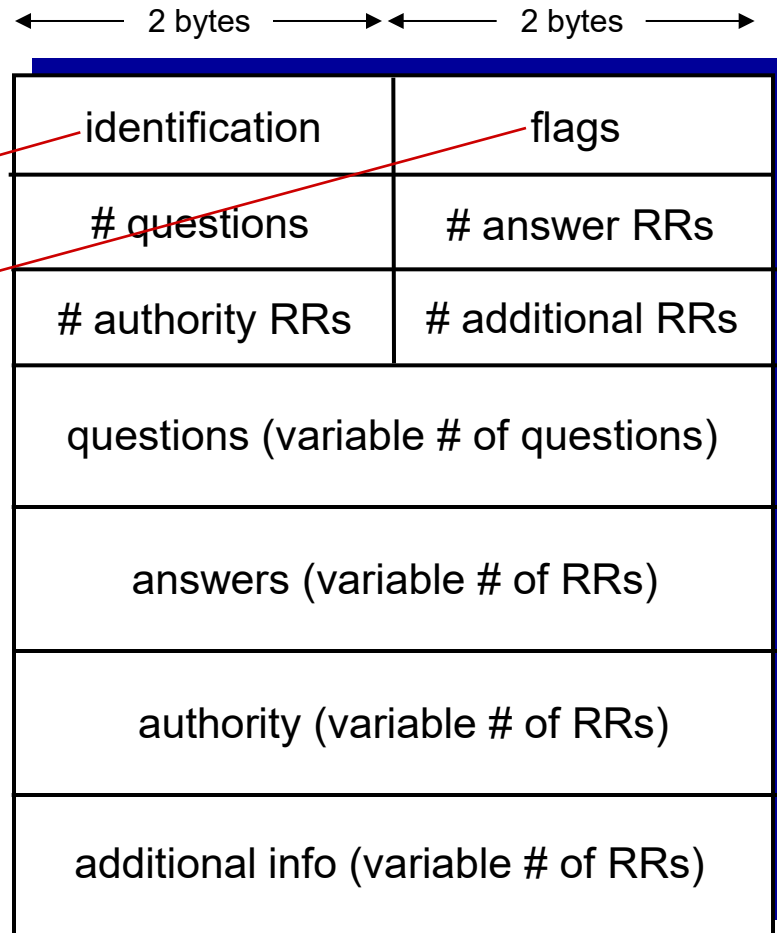 2 bytes 2 bytes
identification flags
# questions # answer RRs
# authority RRs # additional RRs
questions (variable # of questions)
answers (variable # of RRs)
authority (variable # of RRs)
additional info (variable # of RRs)